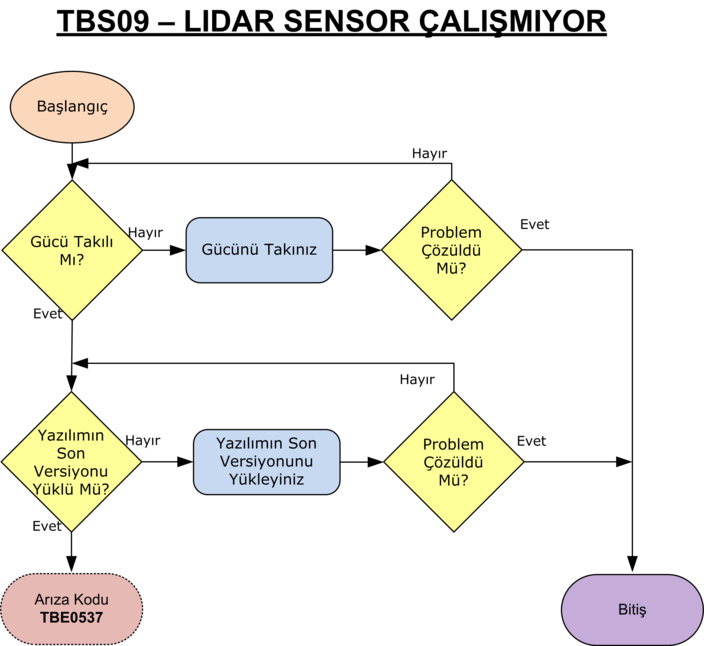 TBS09 – LIDAR SENSOR ÇALIŞMIYOR
Başlangıç
Hayır
Gücü Takılı
Mı?
Hayır
Gücünü Takınız
Problem
Çözüldü
Mü?
Evet
Evet
Hayır
Yazılımın
Son
Versiyonu
Yüklü Mü?
Hayır
Yazılımın Son
Versiyonunu
Yükleyiniz
Problem
Çözüldü
Mü?
Evet
Evet
Arıza Kodu
TBE0537
Bitiş